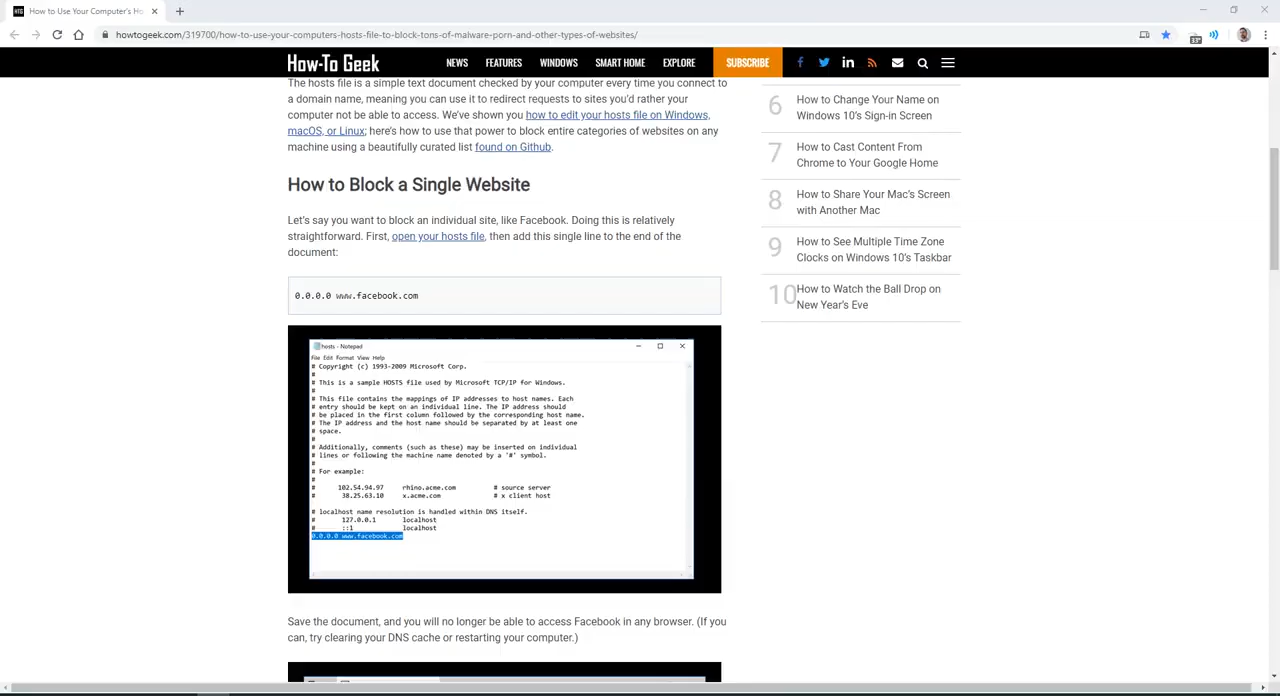 How to Use Your Computer's Ho
howtogeek.com/319700/how-to-use-your-computers-hosts-file-to-block-tons-of-malware-porn-and-other-types-of-websites/
How-To Geek NEWS FEATURES WINDOWS SMART HOME EXPLORE SUBSCRIBE
The hosts file is a simple text document checked by your computer every time you connect to
a domain name, meaning you can use it to redirect requests to sites you'd rather your
computer not be able to access. We've shown you how to edit your hosts file on Windows,
macOS, or Linux; here's how to use that power to block entire categories of websites on any
machine using a beautifully curated list found on Github.
How to Block a Single Website
Let's say you want to block an individual site, like Facebook. Doing this is relatively
straightforward. First, open your hosts file, then add this single line to the end of the
document:
0.0.0.0 www.facebook.com
hosts - Notepad
File Edit Format View Help
# Copyright (c) 1993-2009 Microsoft Corp.
#
# This is a sample HOSTS file used by Microsoft TCP/IP for Windows.
#
# This file contains the mappings of IP addresses to host names. Each
# entry should be kept on an individual line. The IP address should
# be placed in the first column followed by the corresponding host name.
# The IP address and the host name should be separated by at least one
# space.
#
# Additionally, comments (such as these) may be inserted on individual
# lines or following the machine name denoted by a '#' symbol.
#
# For example:
#
# 102.54.94.97 rhino.acme.com # source server
# 38.25.63.10 x.acme.com # x client host
# localhost name resolution is handled within DNS itself.
# 127.0.0.1 localhost
# ::1 localhost
0.0.0.0 www.facebook.com
Save the document, and you will no longer be able to access Facebook in any browser. (If you
can, try clearing your DNS cache or restarting your computer.)
6 How to Change Your Name on
Windows 10's Sign-in Screen
7 How to Cast Content From
Chrome to Your Google Home
8 How to Share Your Mac's Screen
with Another Mac
9 How to See Multiple Time Zone
Clocks on Windows 10's Taskbar
10 How to Watch the Ball Drop on
New Year's Eve